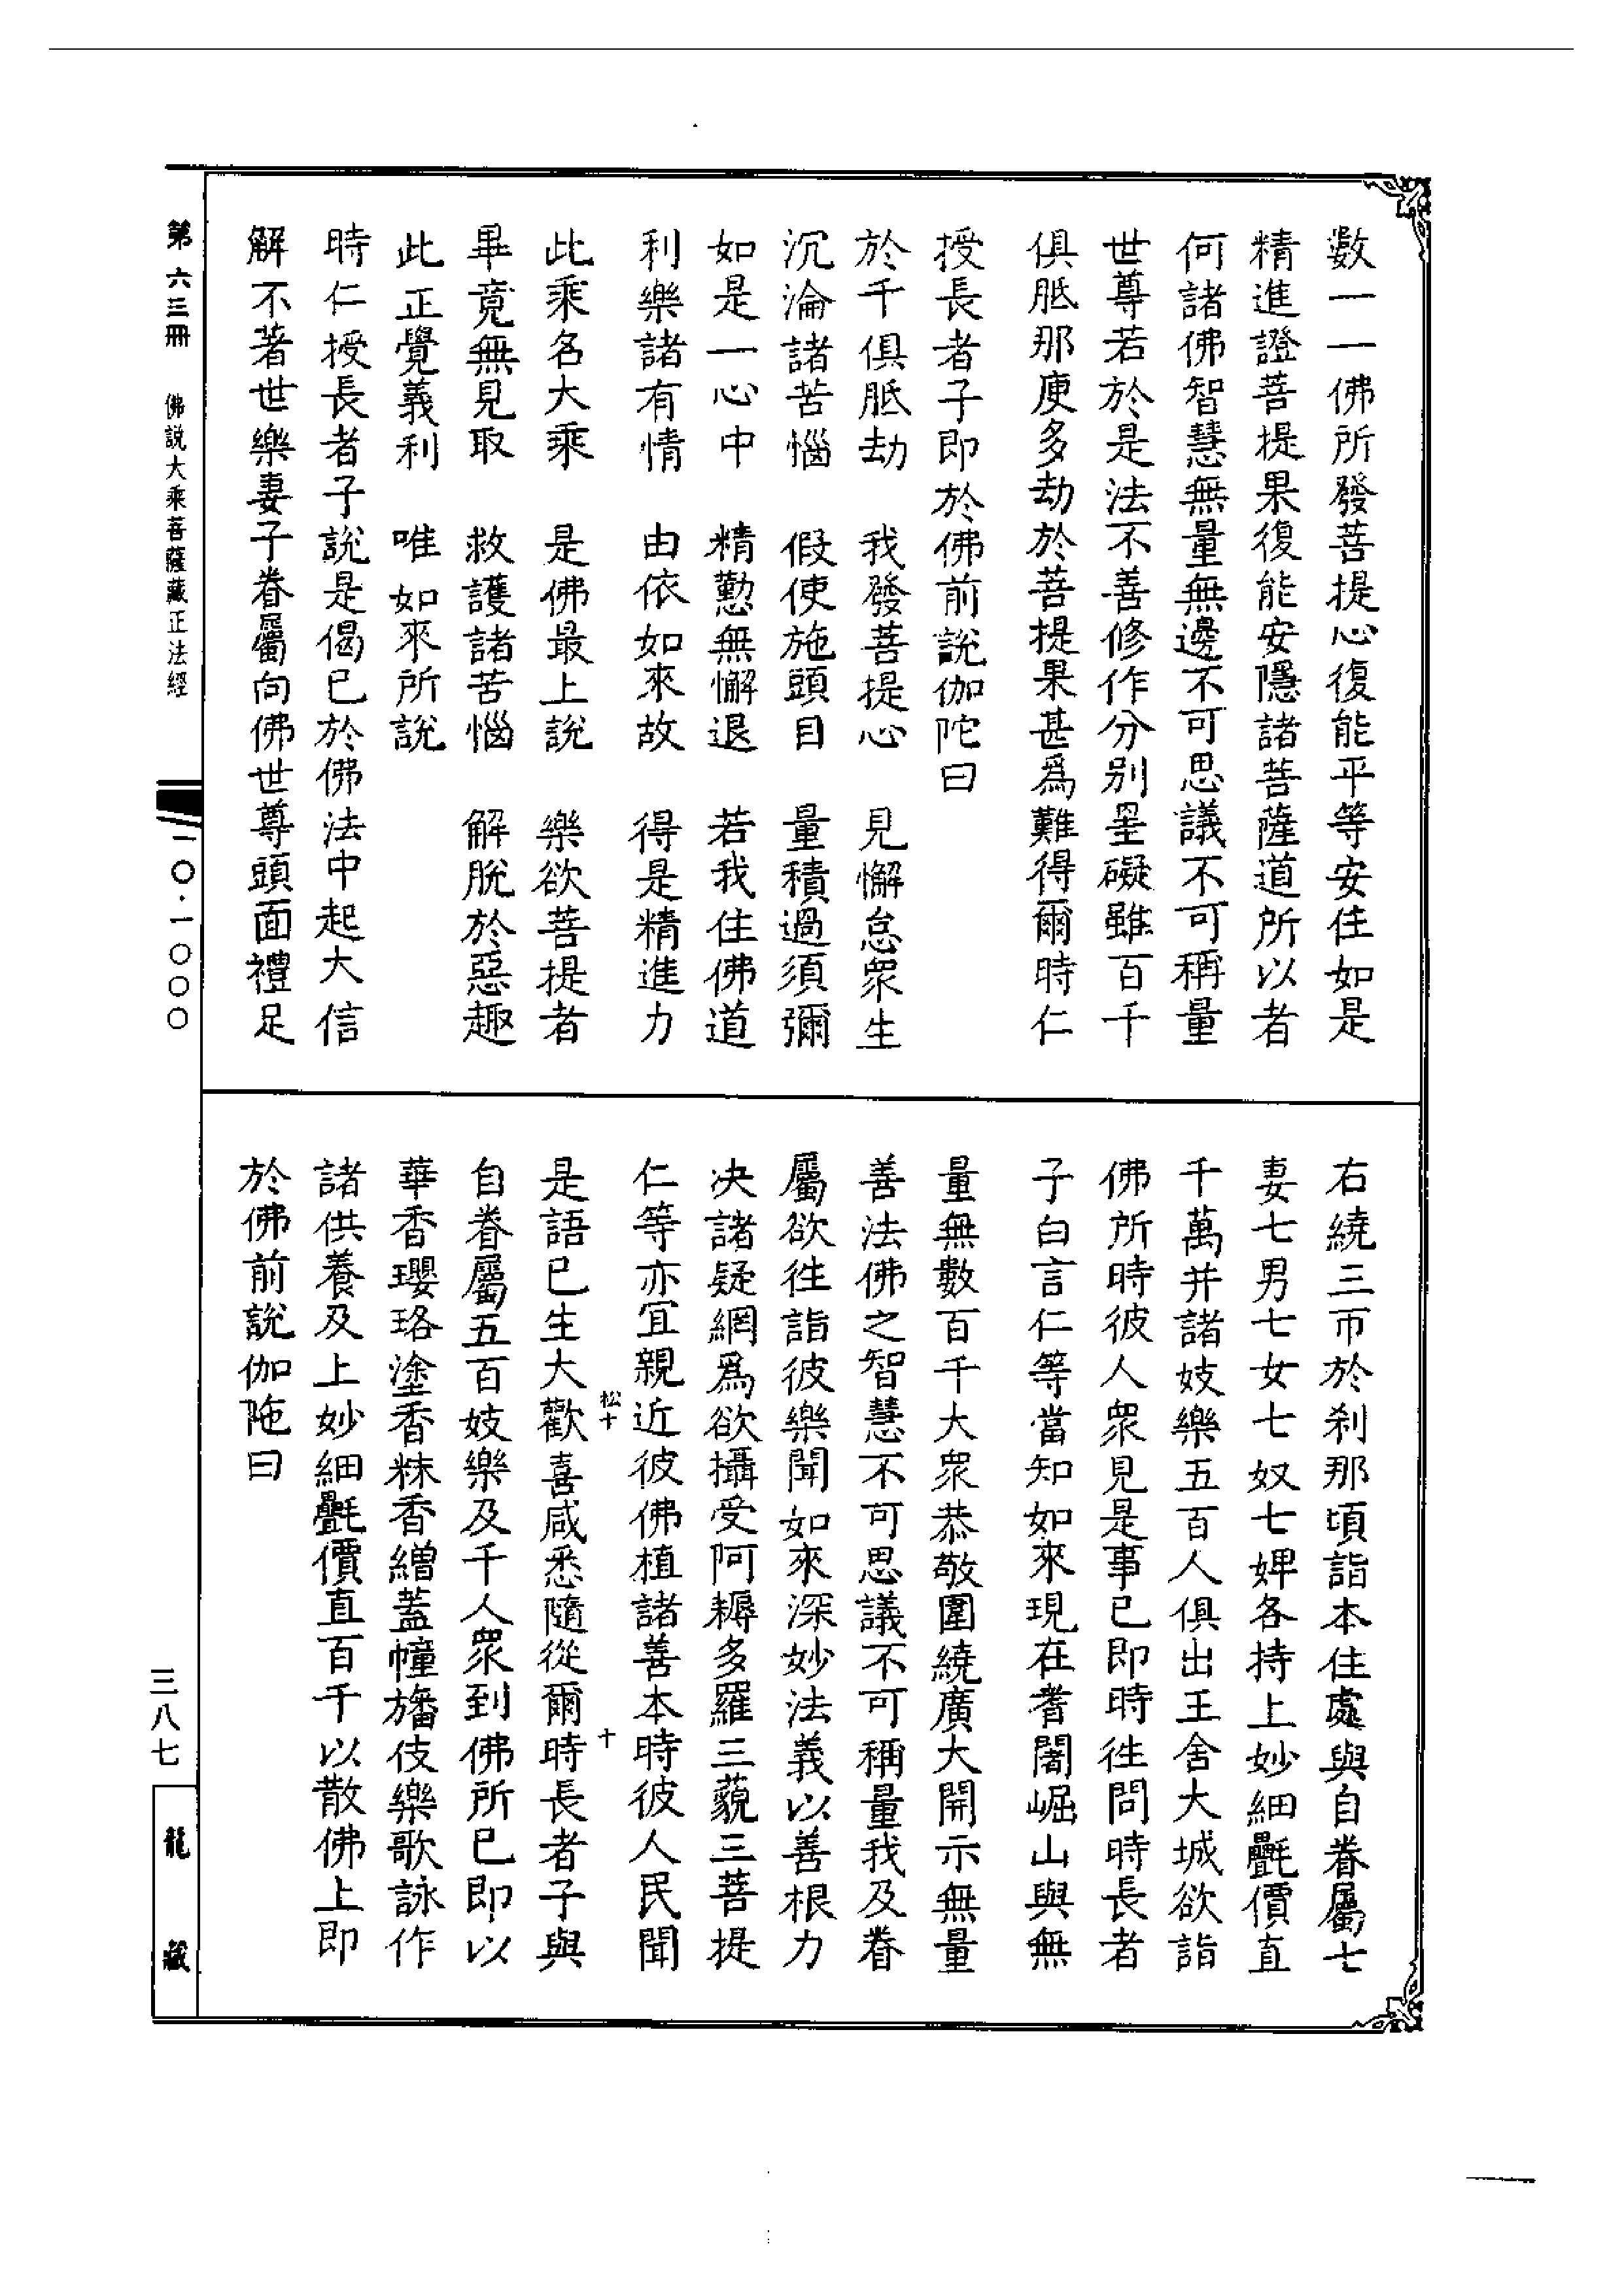 數一一佛所發菩提心復能平等安住如是
精進證菩提果復能安隱諸菩薩道所以者
何諸佛智慧無量無邊不可思議不可稱量
世尊若於是法不善修作分別罣礙雖百千
俱胝那庾多劫於菩提果甚爲難得爾時仁
授長者子即於佛前說伽陀曰
於千俱胝劫　我發菩提心　見懈怠衆生
沉淪諸苦惱　假使施頭目　量積過須彌
如是一心中　精懃無懈退　若我住佛道
利樂諸有情　由依如來故　得是精進力
此乘名大乘　是佛最上說　樂欲菩提者
畢竟無見取　救護諸苦惱　解脫於惡趣
此正覺義利　唯如來所說
時仁授長者子說是偈已於佛法中起大信
解不著世樂妻子眷屬向佛世尊頭面禮足
右繞三帀於刹那頃詣本住處與自眷屬七
妻七男七女七奴七婢各持上妙細氎價直
千萬并諸妓樂五百人俱出王舍大城欲詣
佛所時彼人衆見是事已即時徃問時長者
子白言仁等當知如來現在耆闍崛山與無
量無數百千大衆恭敬圍繞廣大開示無量
善法佛之智慧不可思議不可稱量我及眷
屬欲徃詣彼樂聞如來深妙法義以善根力
决諸疑網爲欲攝受阿耨多羅三藐三菩提
仁等亦宜親近彼佛植諸善本時彼人民聞
松十
十
是語已生大歡喜咸悉隨從爾時長者子與
自眷屬五百妓樂及千人衆到佛所已即以
華香瓔珞塗香粖香繒蓋幢旛伎樂歌詠作
諸供養及上妙細氎價直百千以散佛上即
於佛前說伽陁曰
第六三冊　佛說大乘菩薩藏正法經
一〇·一〇〇〇
三八七
龍藏